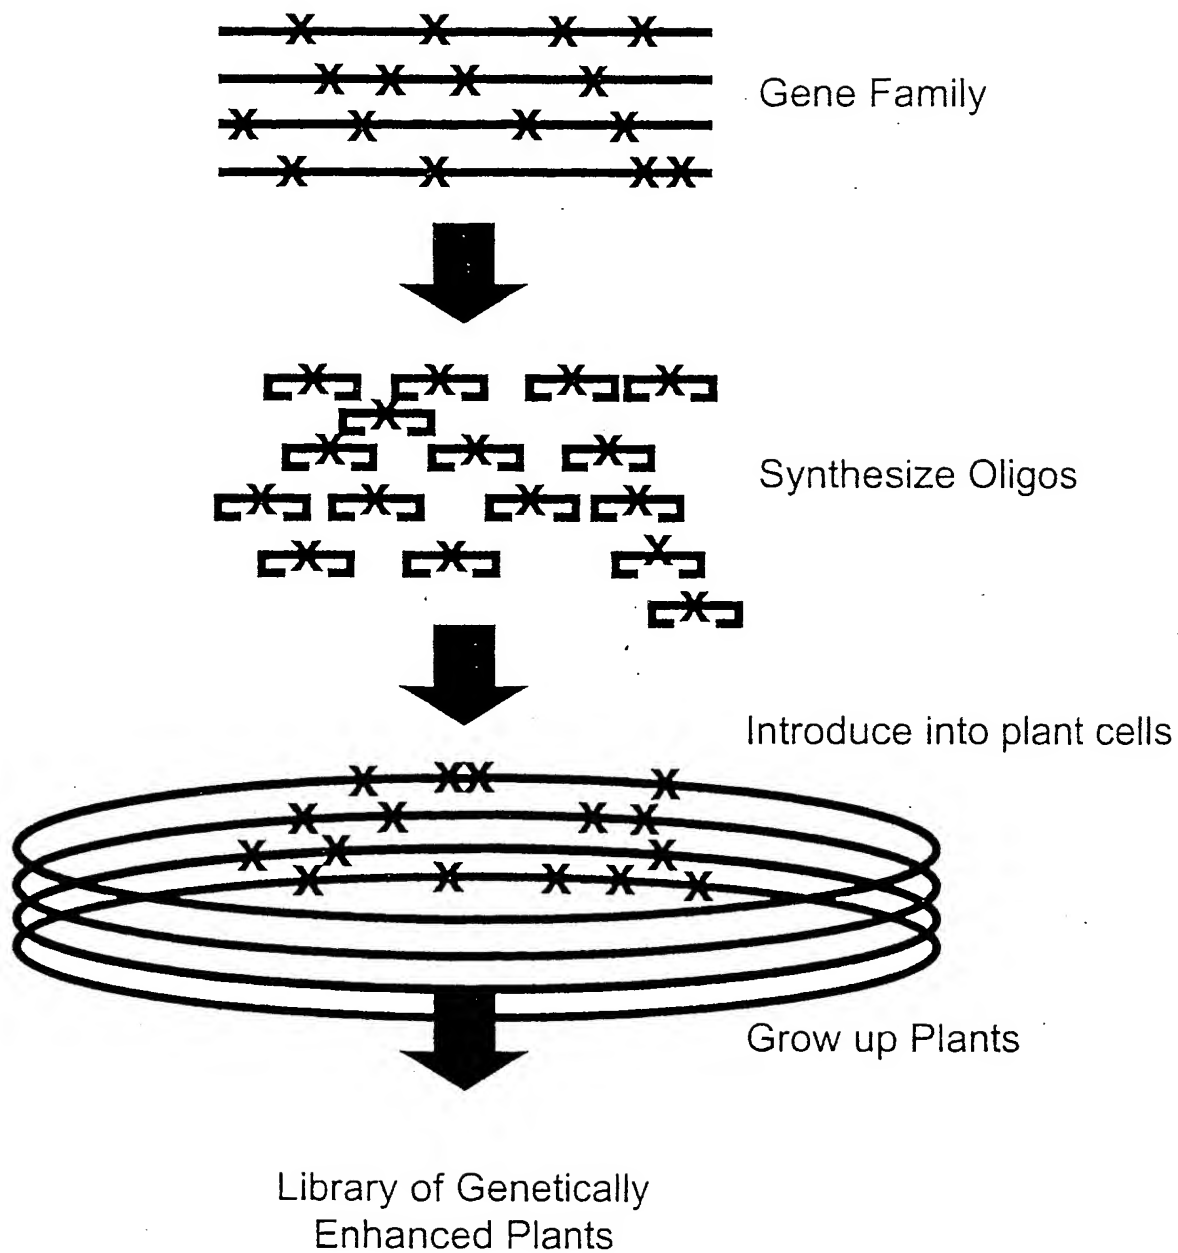 Gene Family
Synthesize Oligos
Introduce into plant cells
Grow up Plants
Library of Genetically
Enhanced Plants